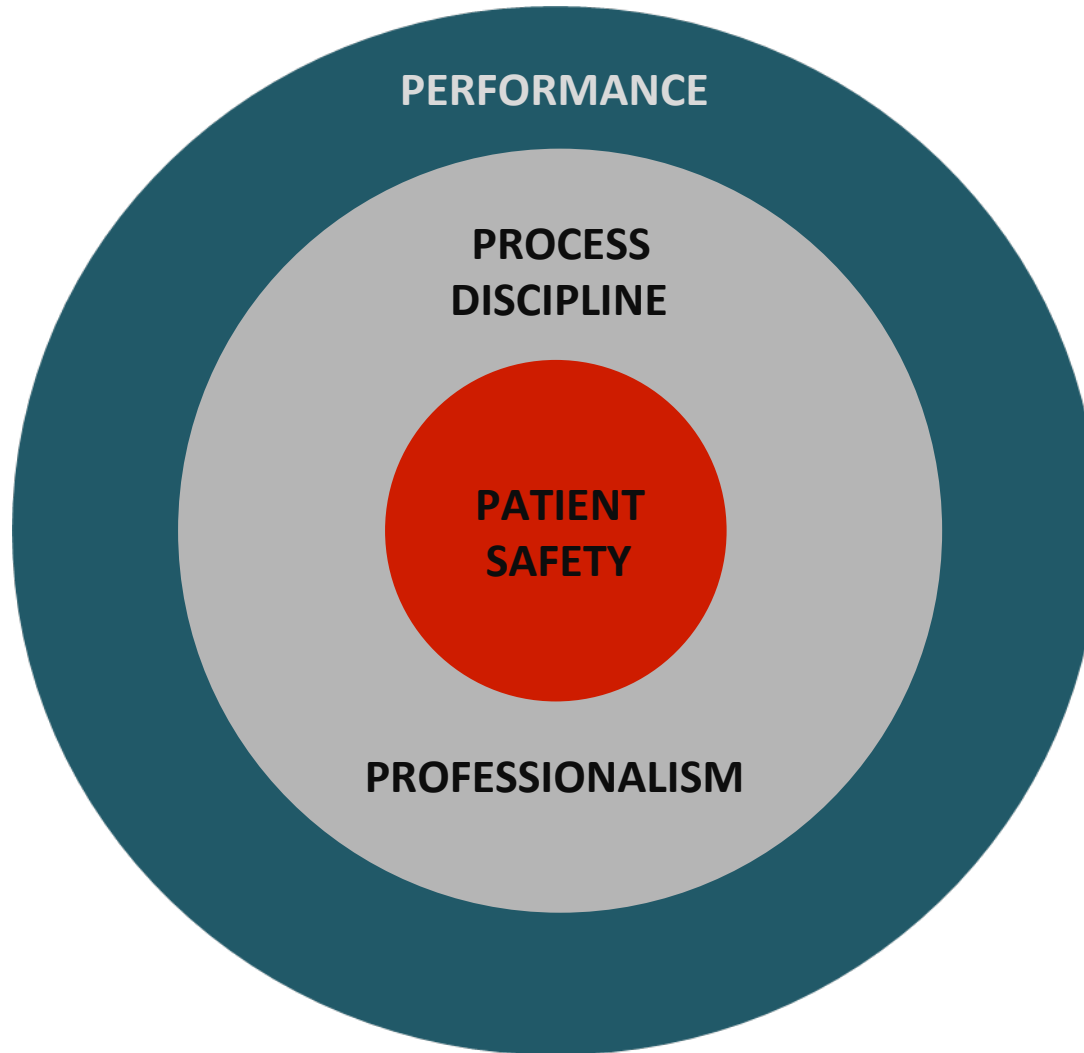 PERFORMANCE
PROCESS
DISCIPLINE
PATIENT
SAFETY
PROFESSIONALISM